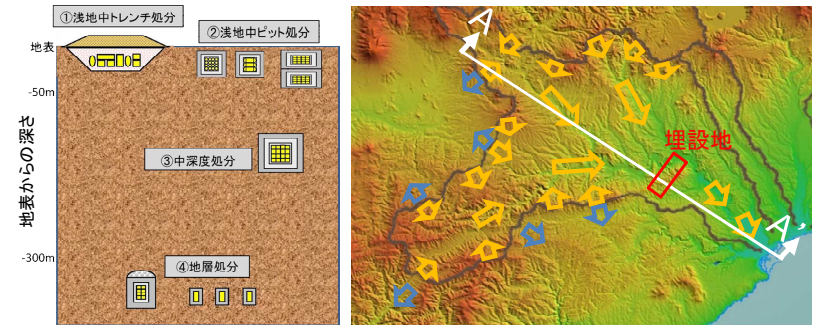 ①浅地中トレンチ処分
②浅地中ピット処分
地表
-50m
地表からの深さ
③中深度処分
-300m
④地層処分
A
埋設地
A’